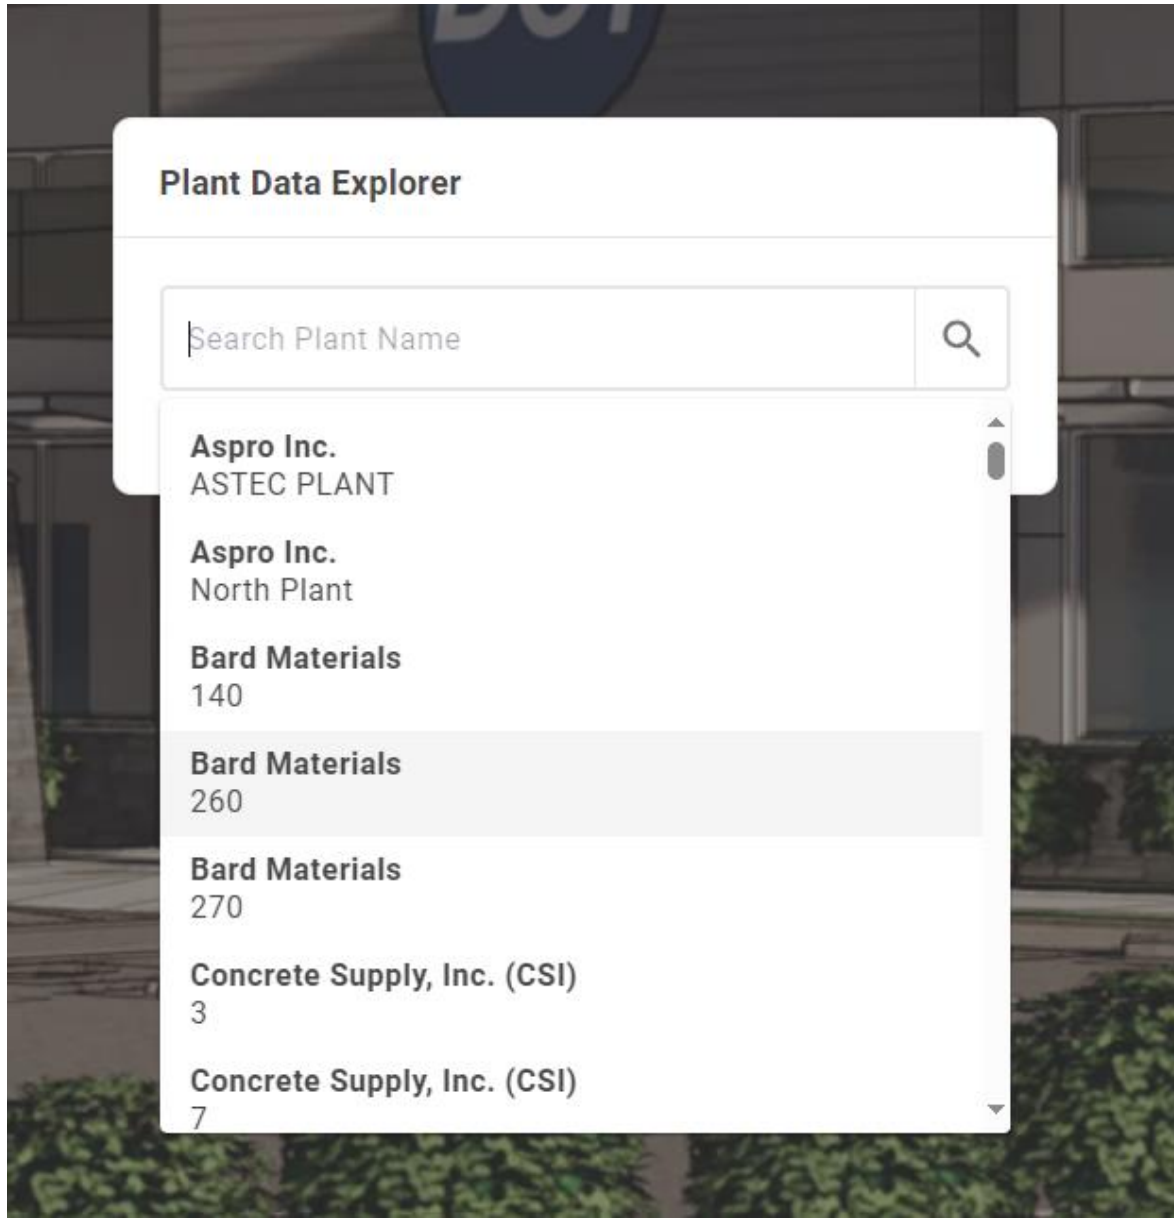 DOT
Plant Data Explorer
Search Plant Name
Aspro Inc.
ASTEC PLANT
Aspro Inc.
North Plant
Bard Materials
140
Bard Materials
260
Bard Materials
270
Concrete Supply, Inc. (CSI)
3
Concrete Supply, Inc. (CSI)
7